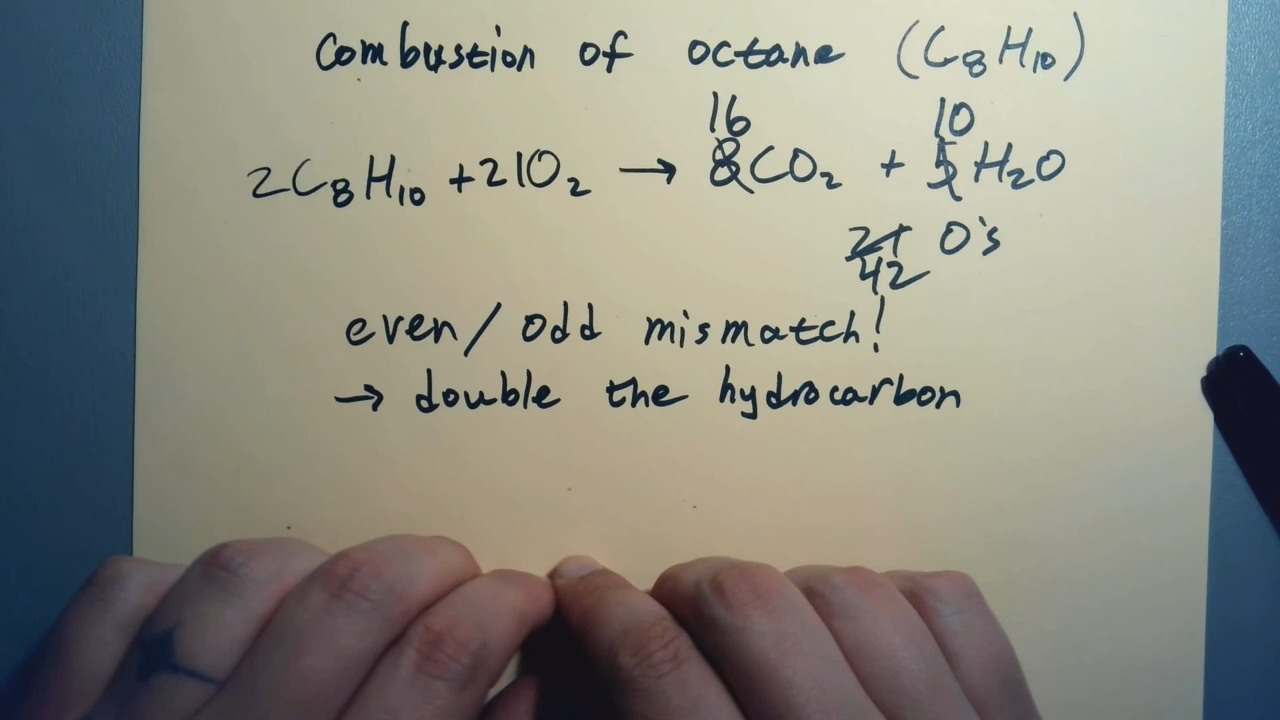 Combustion of octane (C₈H₁₀)
16 10
2C₈H₁₀ + 21O₂ → 8CO₂ + 5H₂O
21 O's
42
even/odd mismatch!
→ double the hydrocarbon